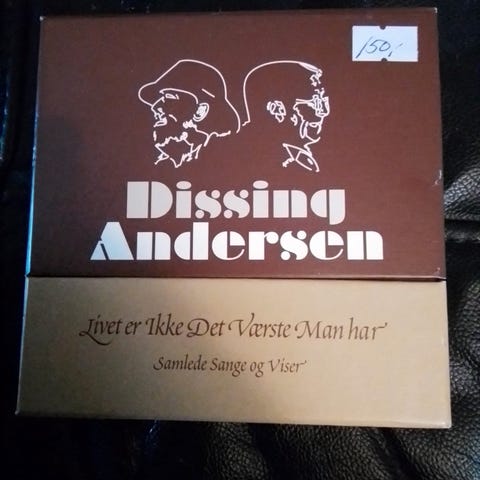 150,-
Dissing
Andersen
Livet er Ikke Det Værste Man har
Samlede Sange og Viser